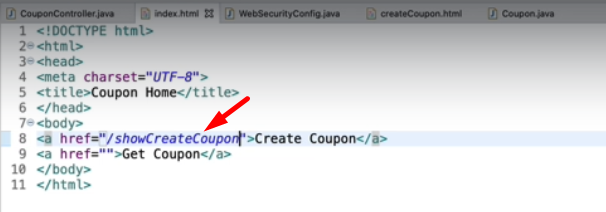 CouponController.java index.html WebSecurityConfig.java createCoupon.html Coupon.java
1 <!DOCTYPE html>
2 <html>
3 <head>
4 <meta charset="UTF-8">
5 <title>Coupon Home</title>
6 </head>
7 <body>
8 <a href="/showCreateCoupon">Create Coupon</a>
9 <a href="">Get Coupon</a>
10 </body>
11 </html>